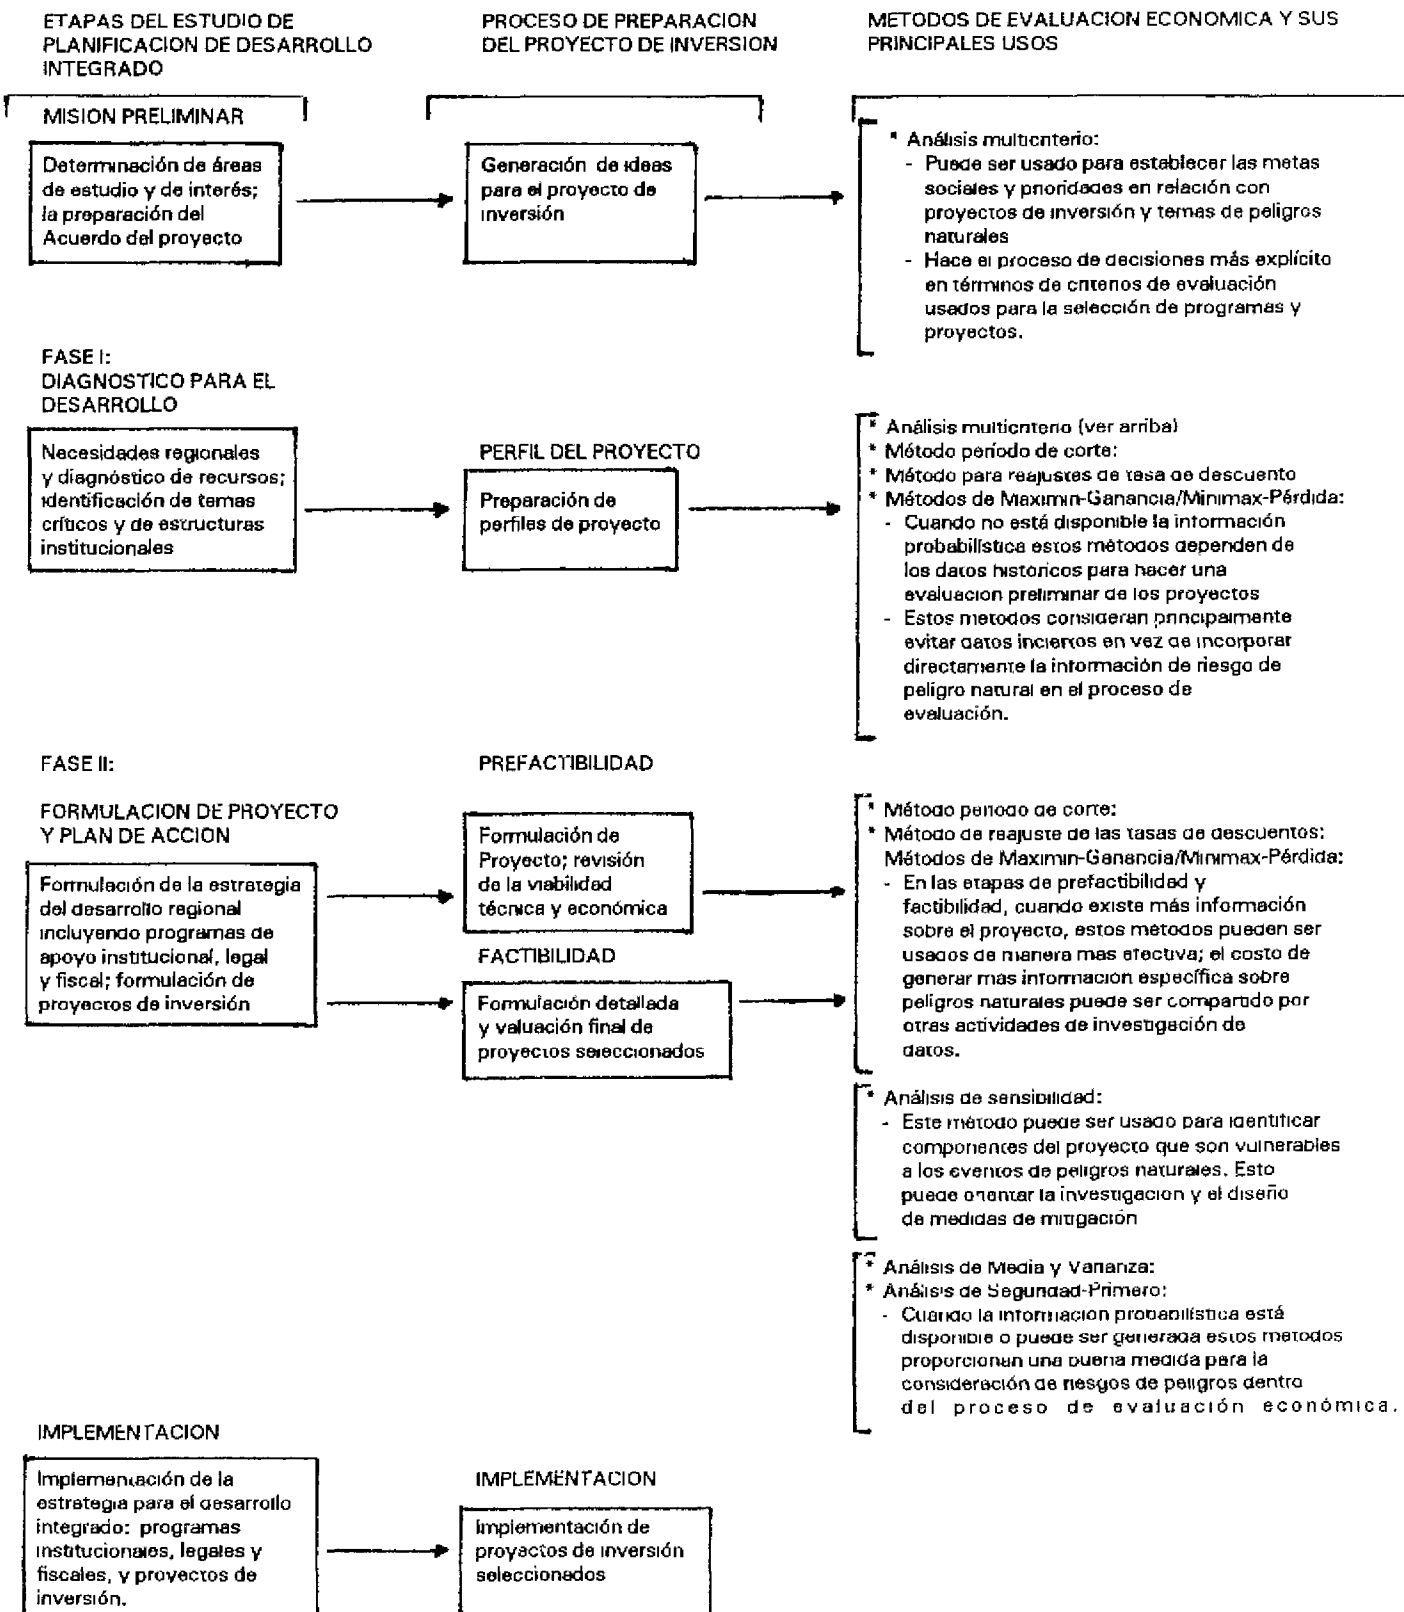 ETAPAS DEL ESTUDIO DE
PLANIFICACION DE DESARROLLO
INTEGRADO
PROCESO DE PREPARACION
DEL PROYECTO DE INVERSION
METODOS DE EVALUACION ECONOMICA Y SUS
PRINCIPALES USOS
MISION PRELIMINAR
Determinación de áreas
de estudio y de interés;
la preparación del
Acuerdo del proyecto
Generación de ideas
para el proyecto de
inversión
* Análisis multicriterio:
- Puede ser usado para establecer las metas
sociales y prioridades en relación con
proyectos de inversión y temas de peligros
naturales
- Hace el proceso de decisiones más explícito
en términos de criterios de evaluación
usados para la selección de programas y
proyectos.
FASE I:
DIAGNOSTICO PARA EL
DESARROLLO
Necesidades regionales
y diagnóstico de recursos;
identificación de temas
críticos y de estructuras
institucionales
PERFIL DEL PROYECTO
Preparación de
perfiles de proyecto
* Análisis multicriterio (ver arriba)
* Método período de corte:
* Método para reajustes de tasa de descuento
* Métodos de Maximin-Ganancia/Minimax-Pérdida:
- Cuando no está disponible la información
probabilística estos métodos dependen de
los datos históricos para hacer una
evaluacion preliminar de los proyectos
- Estos metodos consideran principalmente
evitar datos inciertos en vez de incorporar
directamente la información de riesgo de
peligro natural en el proceso de
evaluación.
FASE II:
FORMULACION DE PROYECTO
Y PLAN DE ACCION
Formulación de la estrategia
del desarrollo regional
incluyendo programas de
apoyo institucional, legal
y fiscal; formulación de
proyectos de inversión
PREFACTIBILIDAD
Formulación de
Proyecto; revisión
de la viabilidad
técnica y económica
FACTIBILIDAD
Formulación detallada
y valuación final de
proyectos seleccionados
* Método periodo de corte:
* Método de reajuste de las tasas de descuentos:
Métodos de Maximin-Ganancia/Minimax-Pérdida:
- En las etapas de prefactibilidad y
factibilidad, cuando existe más información
sobre el proyecto, estos métodos pueden ser
usados de manera mas efectiva; el costo de
generar mas informacion específica sobre
peligros naturales puede ser compartido por
otras actividades de investigación de
datos.
* Análisis de sensibilidad:
- Este método puede ser usado para identificar
componentes del proyecto que son vulnerables
a los eventos de peligros naturales. Esto
puede orientar la investigacion y el diseño
de medidas de mitigación
* Análisis de Media y Varianza:
* Análisis de Seguridad-Primero:
- Cuando la informacion probabilística está
disponible o puede ser generada estos metodos
proporcionan una buena medida para la
consideración de riesgos de peligros dentro
del proceso de evaluación económica.
IMPLEMENTACION
Implementación de la
estrategia para el desarrollo
integrado: programas
institucionales, legales y
fiscales, y proyectos de
inversión.
IMPLEMENTACION
Implementación de
proyectos de inversión
seleccionados